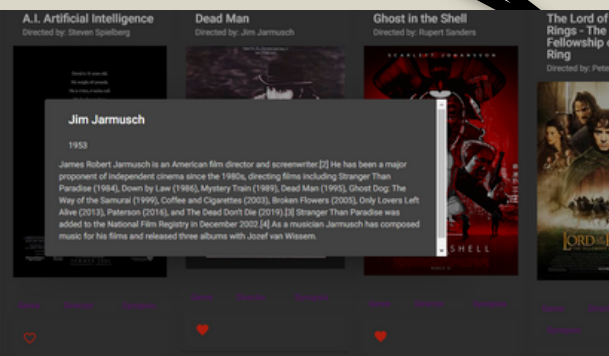 A.I. Artificial Intelligence
Directed by: Steven Spielberg
Dead Man
Directed by: Jim Jarmusch
Ghost in the Shell
Directed by: Rupert Sanders
The Lord of
Rings - The
Fellowship
Ring
Directed by: Pete
SCARLETT JOHANSSON
Jim Jarmusch
1953
James Robert Jarmusch is an American film director and screenwriter.[2] He has been a major
proponent of independent cinema since the 1980s, directing films including Stranger Than
Paradise (1984), Down by Law (1986), Mystery Train (1989), Dead Man (1995), Ghost Dog: The
Way of the Samurai (1999), Coffee and Cigarettes (2003), Broken Flowers (2005), Only Lovers Left
Alive (2013), Paterson (2016), and The Dead Don't Die (2019).[3] Stranger Than Paradise was
added to the National Film Registry in December 2002.[4] As a musician Jarmusch has composed
music for his films and released three albums with Jozef van Wissem.
SHELL